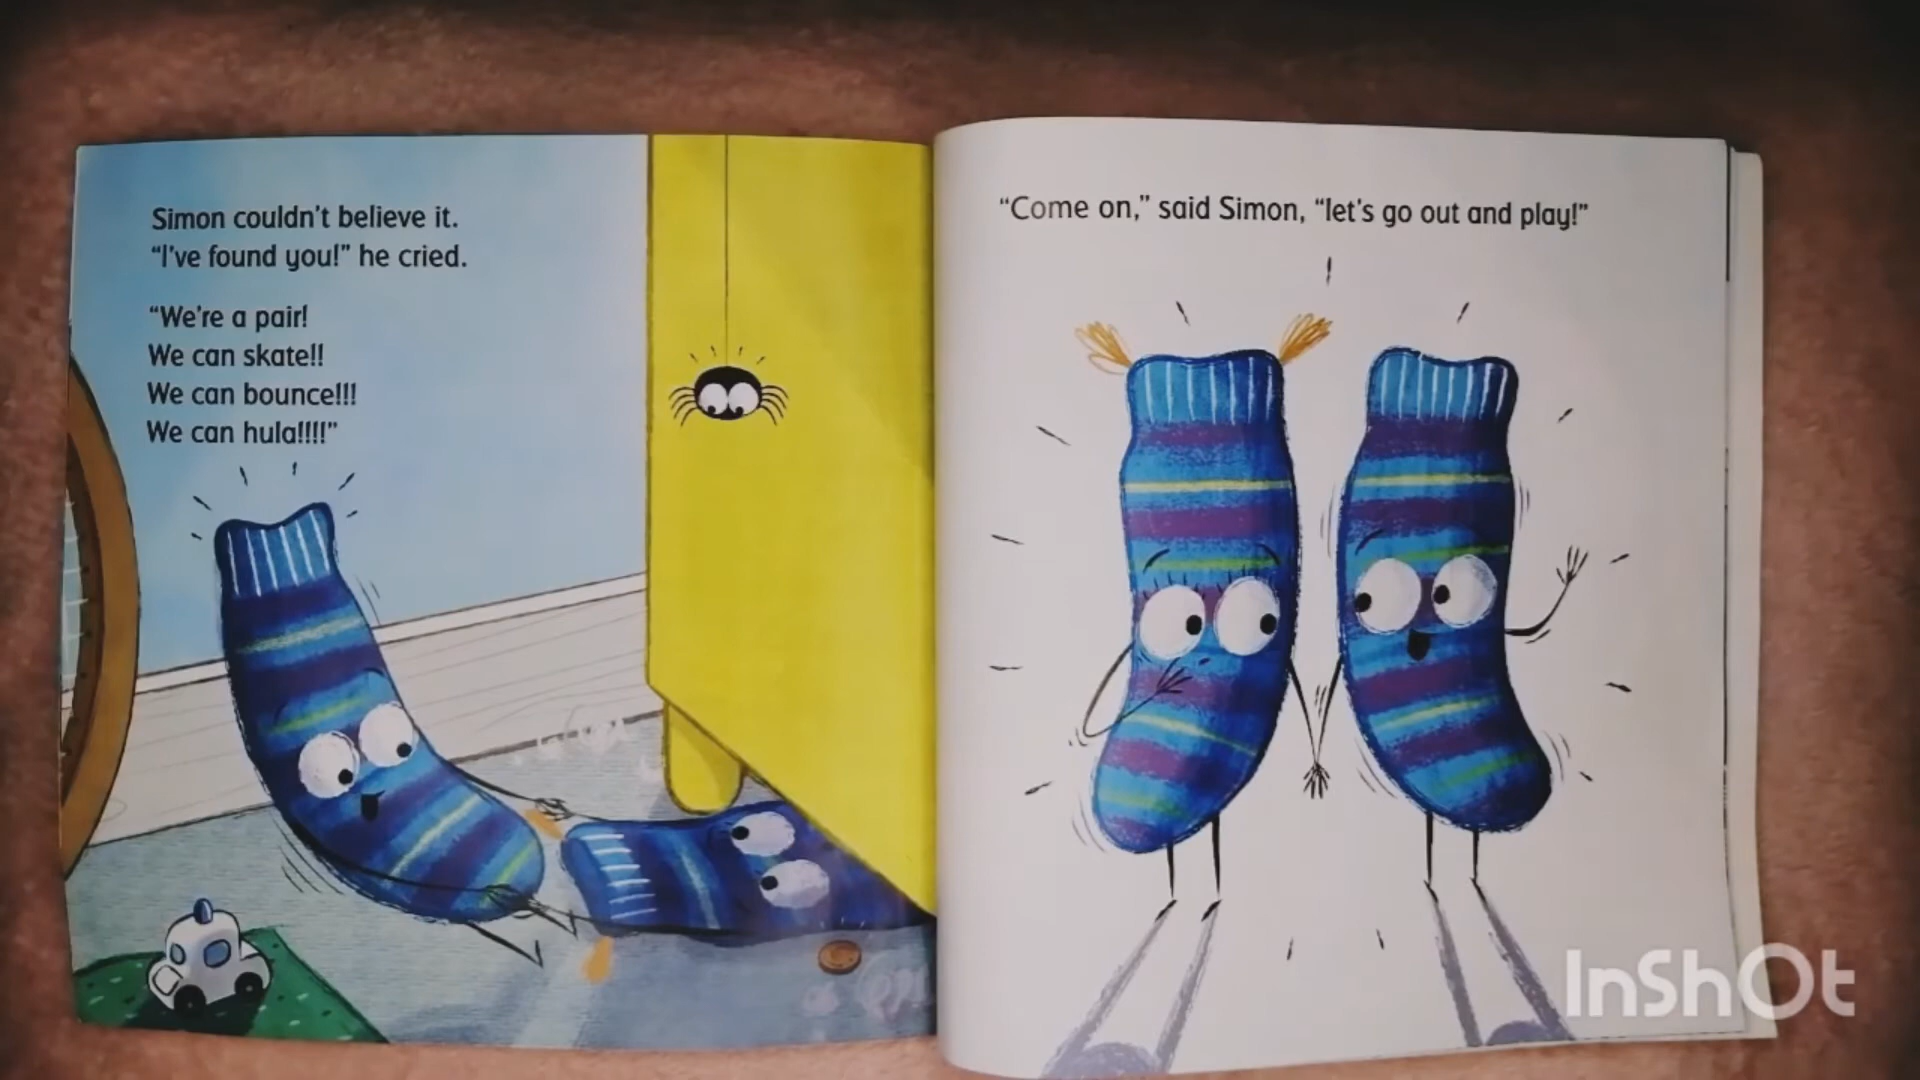 Simon couldn't believe it.
"I've found you!" he cried.
"We're a pair!
We can skate!!
We can bounce!!!
We can hula!!!!"
"Come on," said Simon, "let's go out and play!"
InShOt